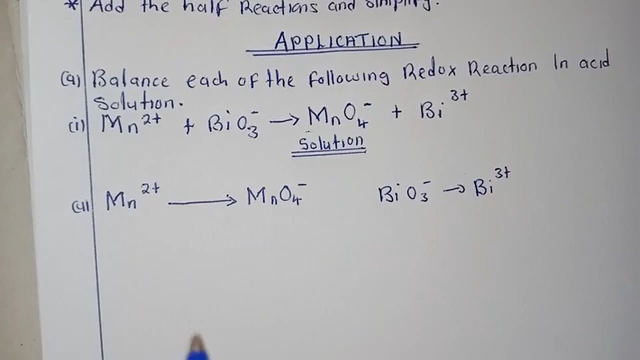 * Add the half Reactions and Simplify.
APPLICATION
(a) Balance each of the following Redox Reaction In acid
Solution.
(i) Mn²⁺ + BiO₃⁻ → MnO₄⁻ + Bi³⁺
Solution
Mn²⁺ → MnO₄⁻ BiO₃⁻ → Bi³⁺